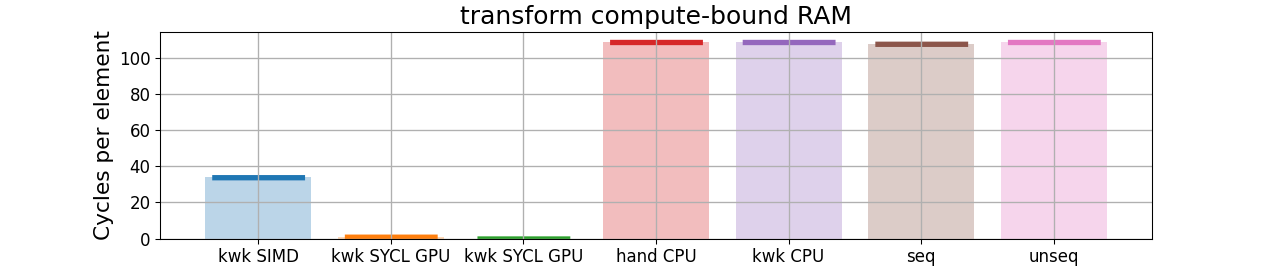 transform compute-bound RAM
Cycles per element
100
80
60
40
20
0
kwk SIMD
kwk SYCL GPU
kwk SYCL GPU
hand CPU
kwk CPU
seq
unseq